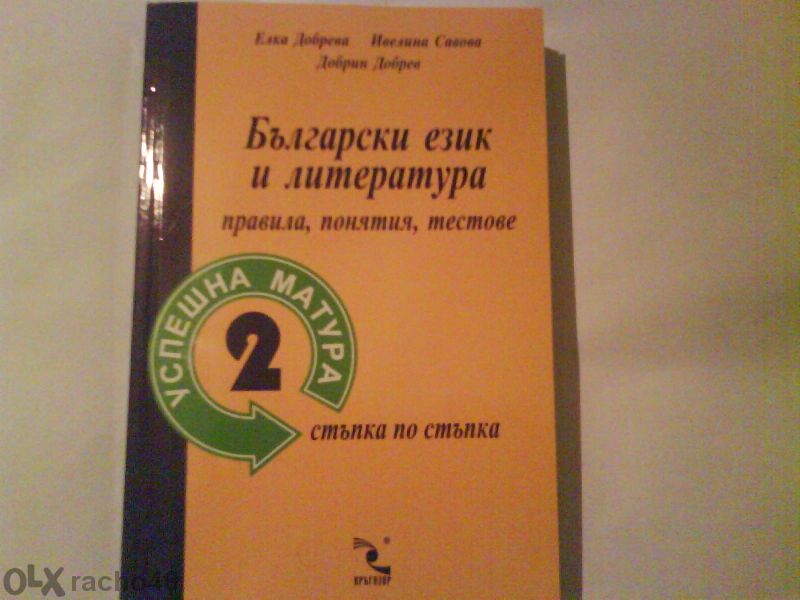 Елка Добрева Ивелина Савова
Добрин Добрев
Български език
и литература
правила, понятия, тестове
УСПЕШНА МАТУРА
2
стъпка по стъпка
®
КРЪГОЗОР
OLX racho46